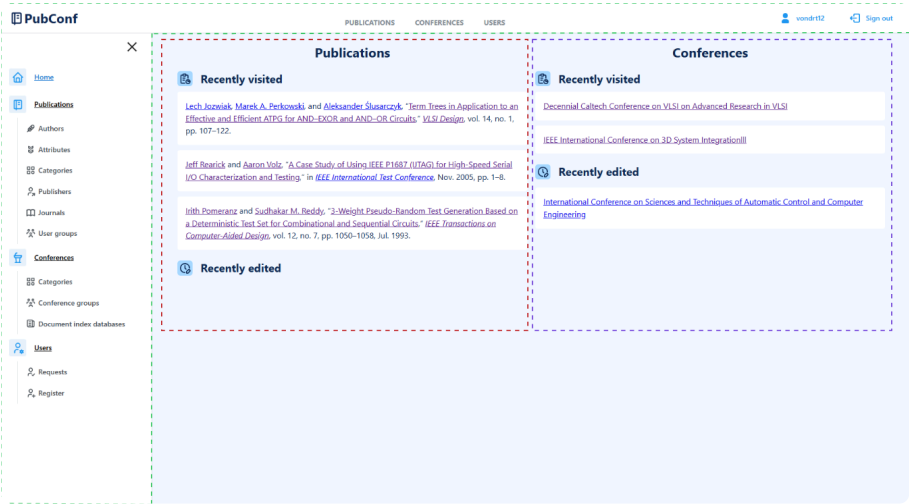 PubConf
PUBLICATIONS CONFERENCES USERS
vondrt12 Sign out
Home
Publications
Authors
Attributes
Categories
Publishers
Journals
User groups
Conferences
Categories
Conference groups
Document index databases
Users
Requests
Register
Publications
Recently visited
Lech Jozwiak, Marek A. Perkowski, and Aleksander Ślusarczyk, "Term Trees in Application to an
Effective and Efficient ATPG for AND–EXOR and AND–OR Circuits," VLSI Design, vol. 14, no. 1,
pp. 107–122.
Jeff Rearick and Aaron Volz, "A Case Study of Using IEEE P1687 (IJTAG) for High-Speed Serial
I/O Characterization and Testing," in IEEE International Test Conference, Nov. 2005, pp. 1–8.
Irith Pomeranz and Sudhakar M. Reddy, "3-Weight Pseudo-Random Test Generation Based on
a Deterministic Test Set for Combinational and Sequential Circuits," IEEE Transactions on
Computer-Aided Design, vol. 12, no. 7, pp. 1050–1058, Jul. 1993.
Recently edited
Conferences
Recently visited
Decennial Caltech Conference on VLSI on Advanced Research in VLSI
IEEE International Conference on 3D System IntegrationIII
Recently edited
International Conference on Sciences and Techniques of Automatic Control and Computer
Engineering